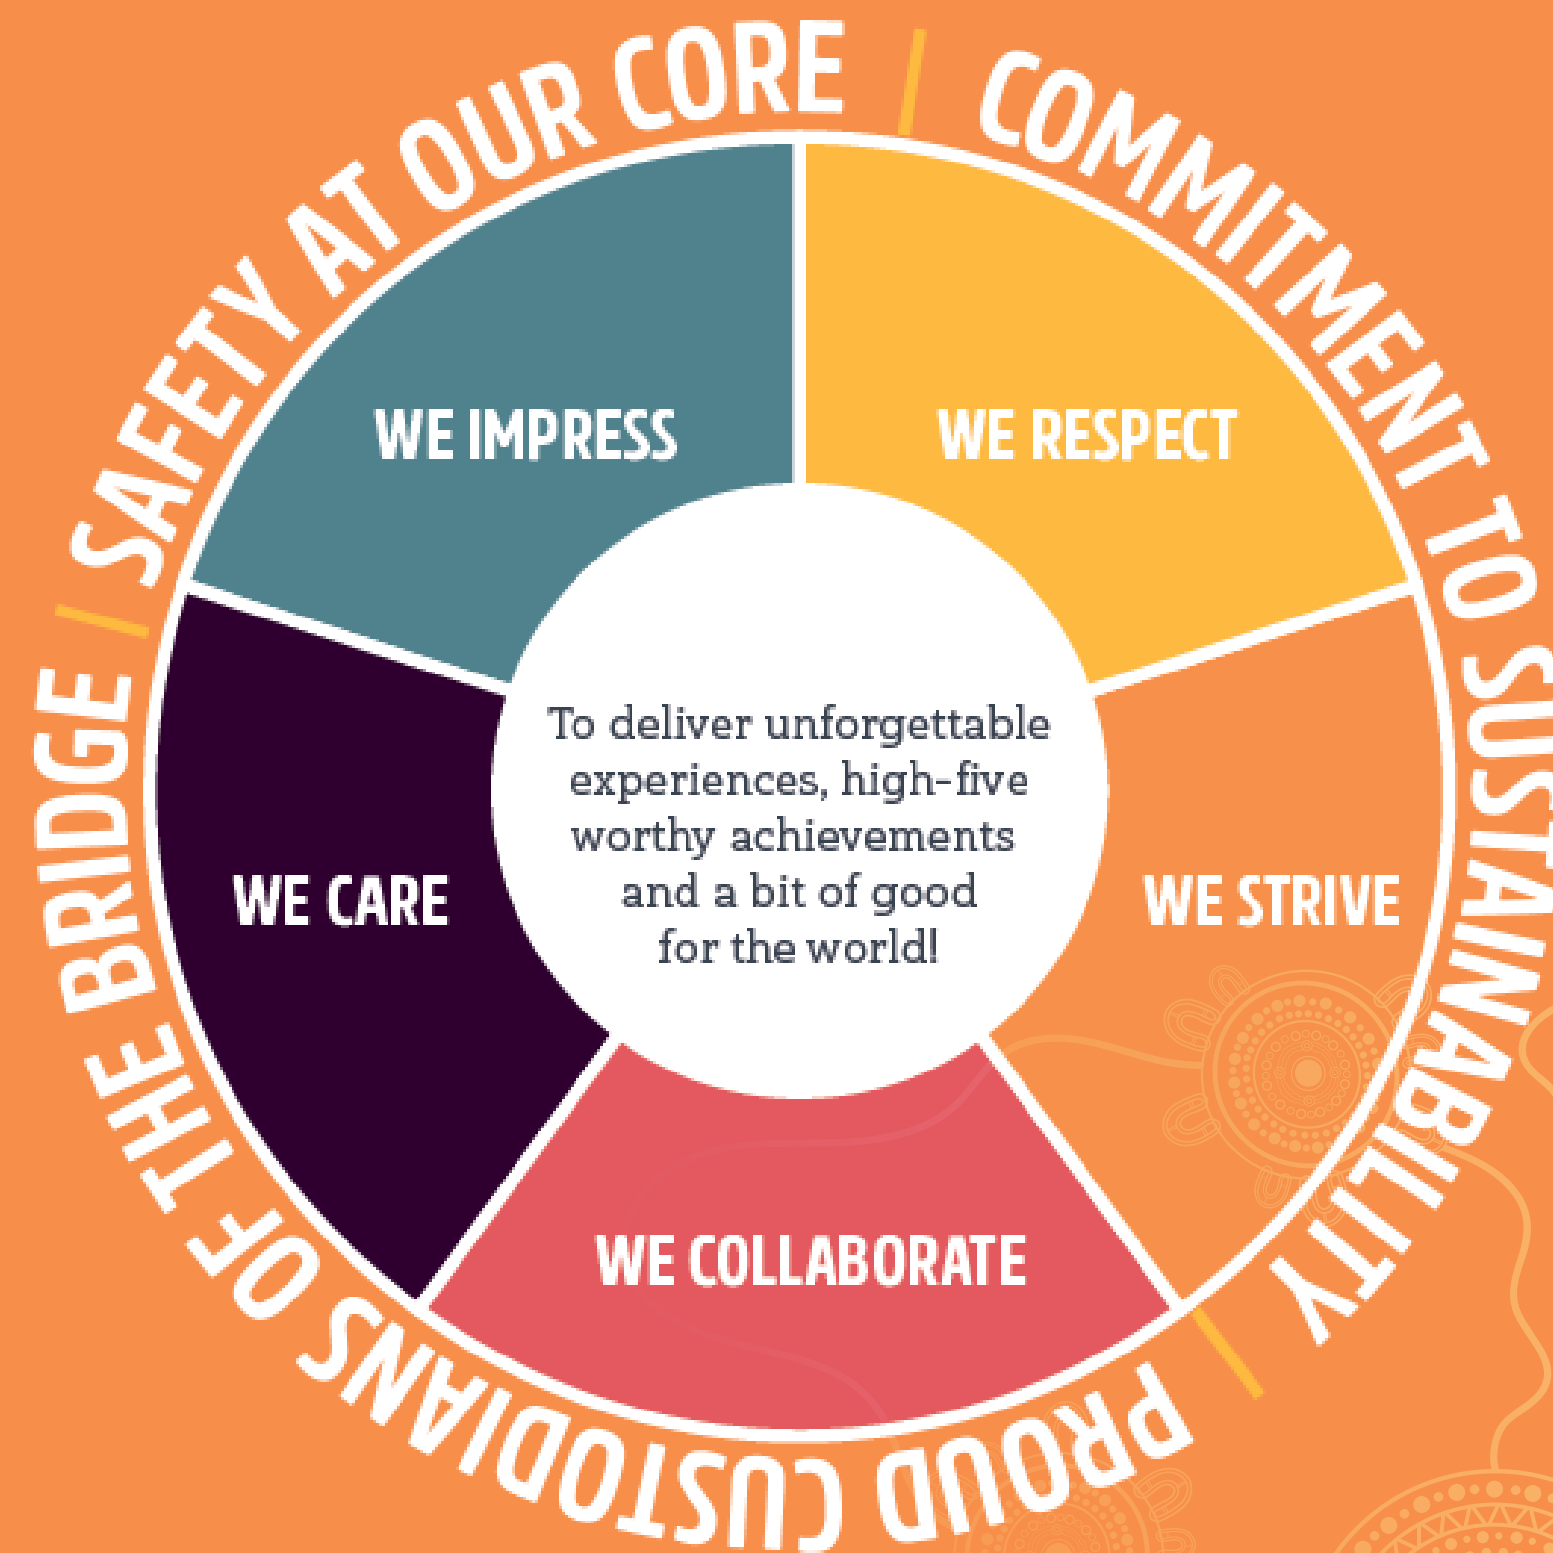 SAFETY AT OUR CORE | COMMITMENT TO SUSTAINABILITY | PROUD CUSTODIANS OF THE BRIDGE |
WE IMPRESS
WE RESPECT
To deliver unforgettable
experiences, high-five
worthy achievements
and a bit of good
for the world!
WE CARE
WE STRIVE
WE COLLABORATE